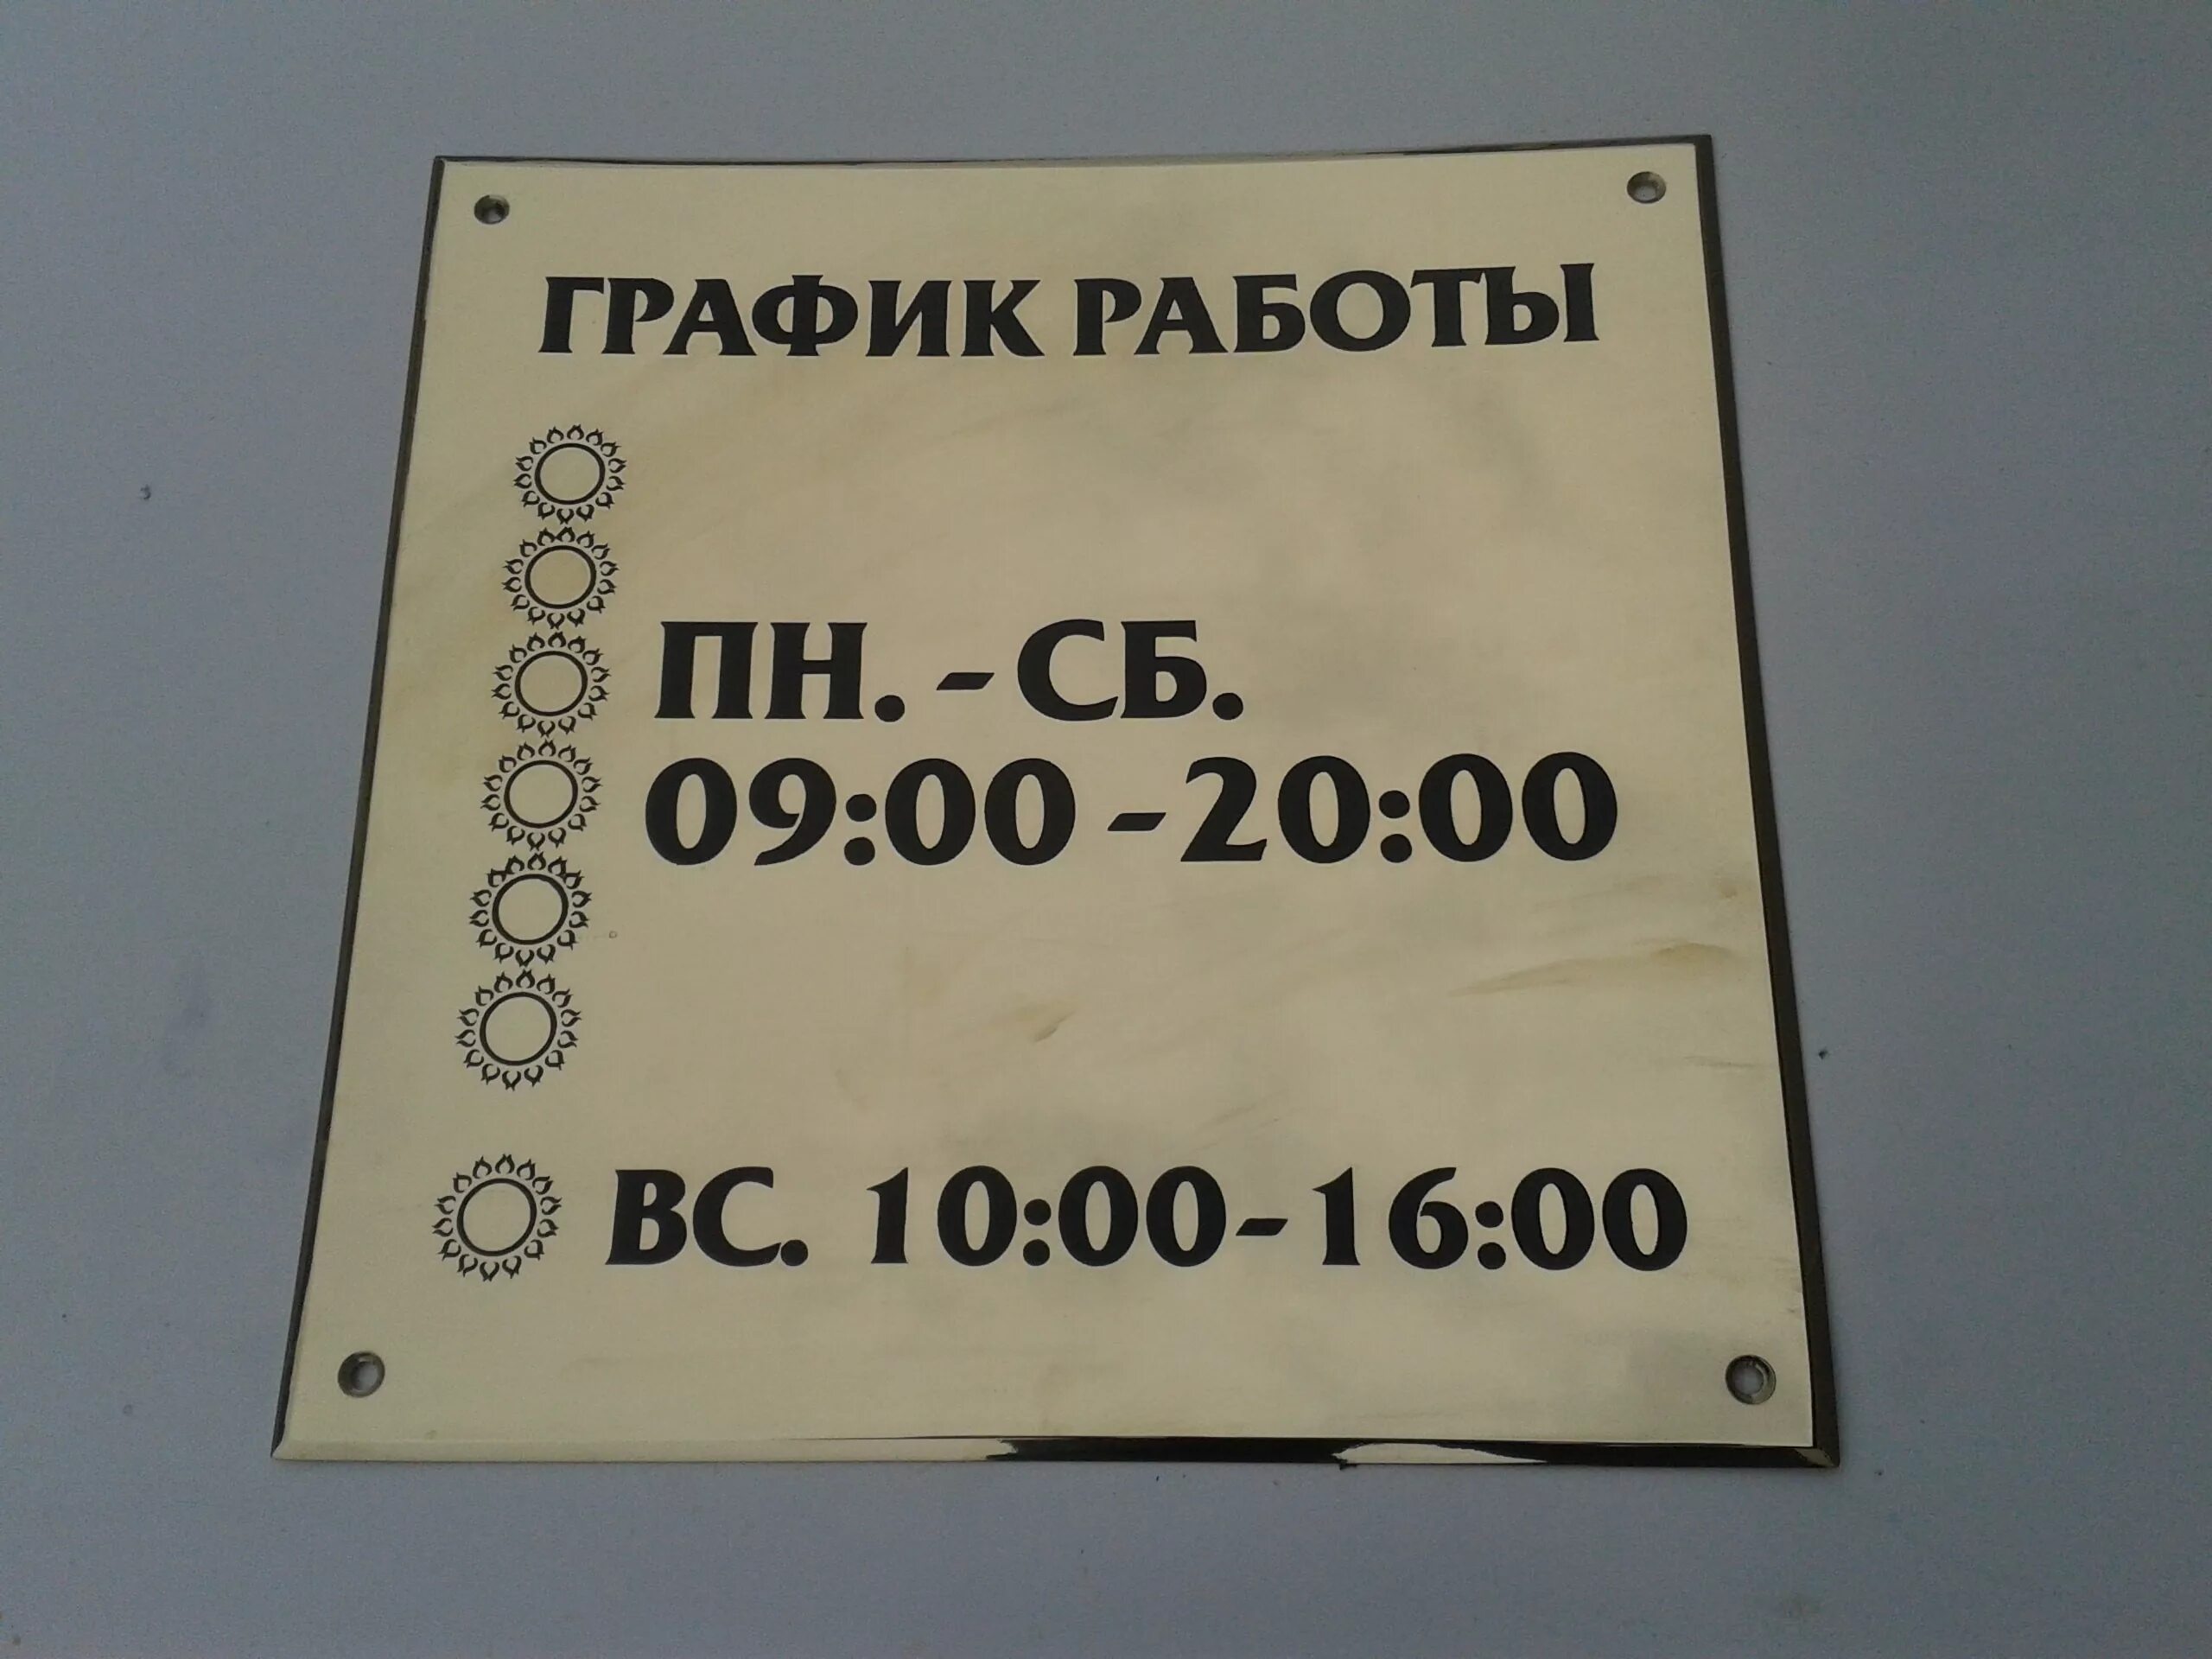 ГРАФИК РАБОТЫ
ПН. - СБ.
09:00 - 20:00
ВС. 10:00-16:00